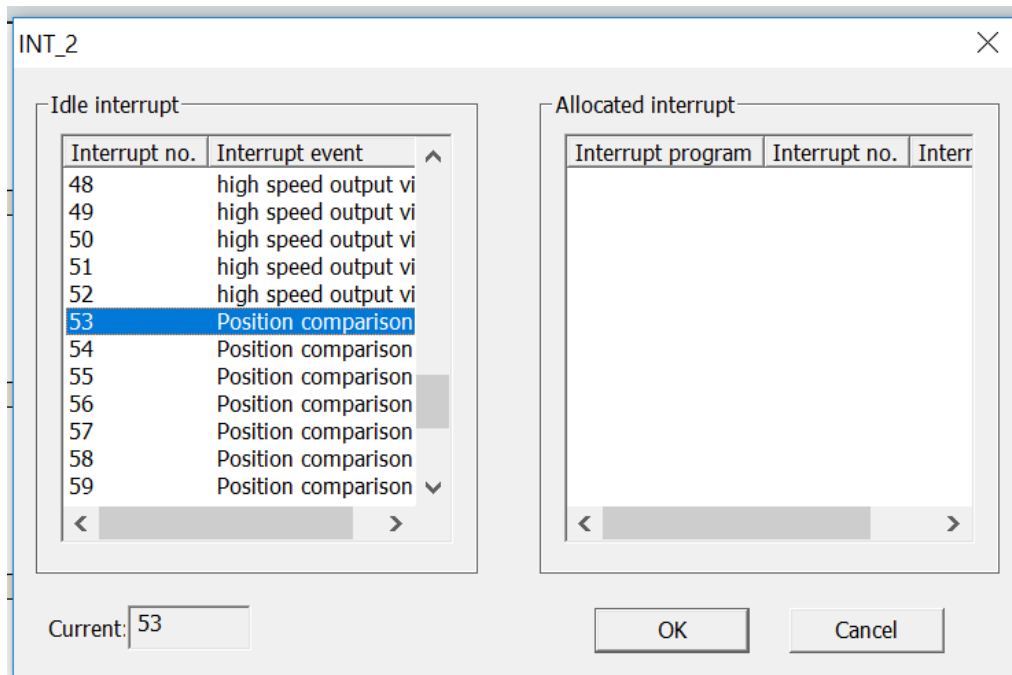 INT_2
Idle interrupt
Interrupt no. Interrupt event
48 high speed output vi
49 high speed output vi
50 high speed output vi
51 high speed output vi
52 high speed output vi
53 Position comparison
54 Position comparison
55 Position comparison
56 Position comparison
57 Position comparison
58 Position comparison
59 Position comparison
Allocated interrupt
Interrupt program Interrupt no. Interr
Current: 53
OK Cancel